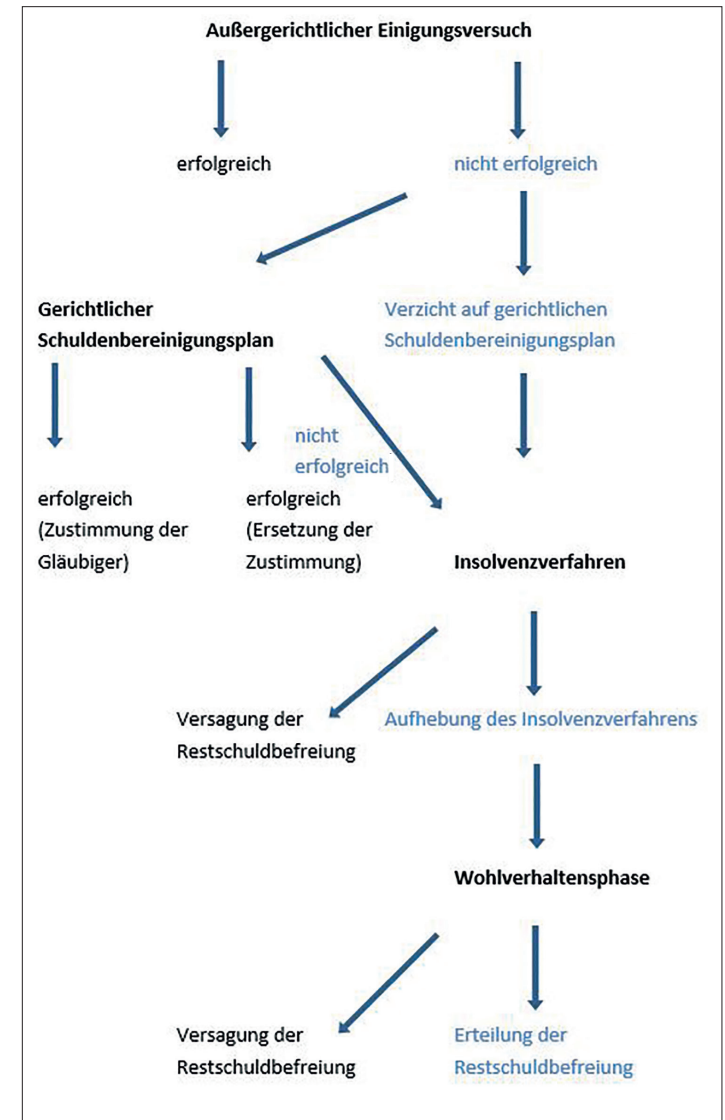 Außergerichtlicher Einigungsversuch
erfolgreich
nicht erfolgreich
Gerichtlicher
Schuldenbereinigungsplan
Verzicht auf gerichtlichen
Schuldenbereinigungsplan
nicht
erfolgreich
erfolgreich
(Zustimmung der
Gläubiger)
erfolgreich
(Ersetzung der
Zustimmung)
Insolvenzverfahren
Versagung der
Restschuldbefreiung
Aufhebung des Insolvenzverfahrens
Wohlverhaltensphase
Versagung der
Restschuldbefreiung
Erteilung der
Restschuldbefreiung